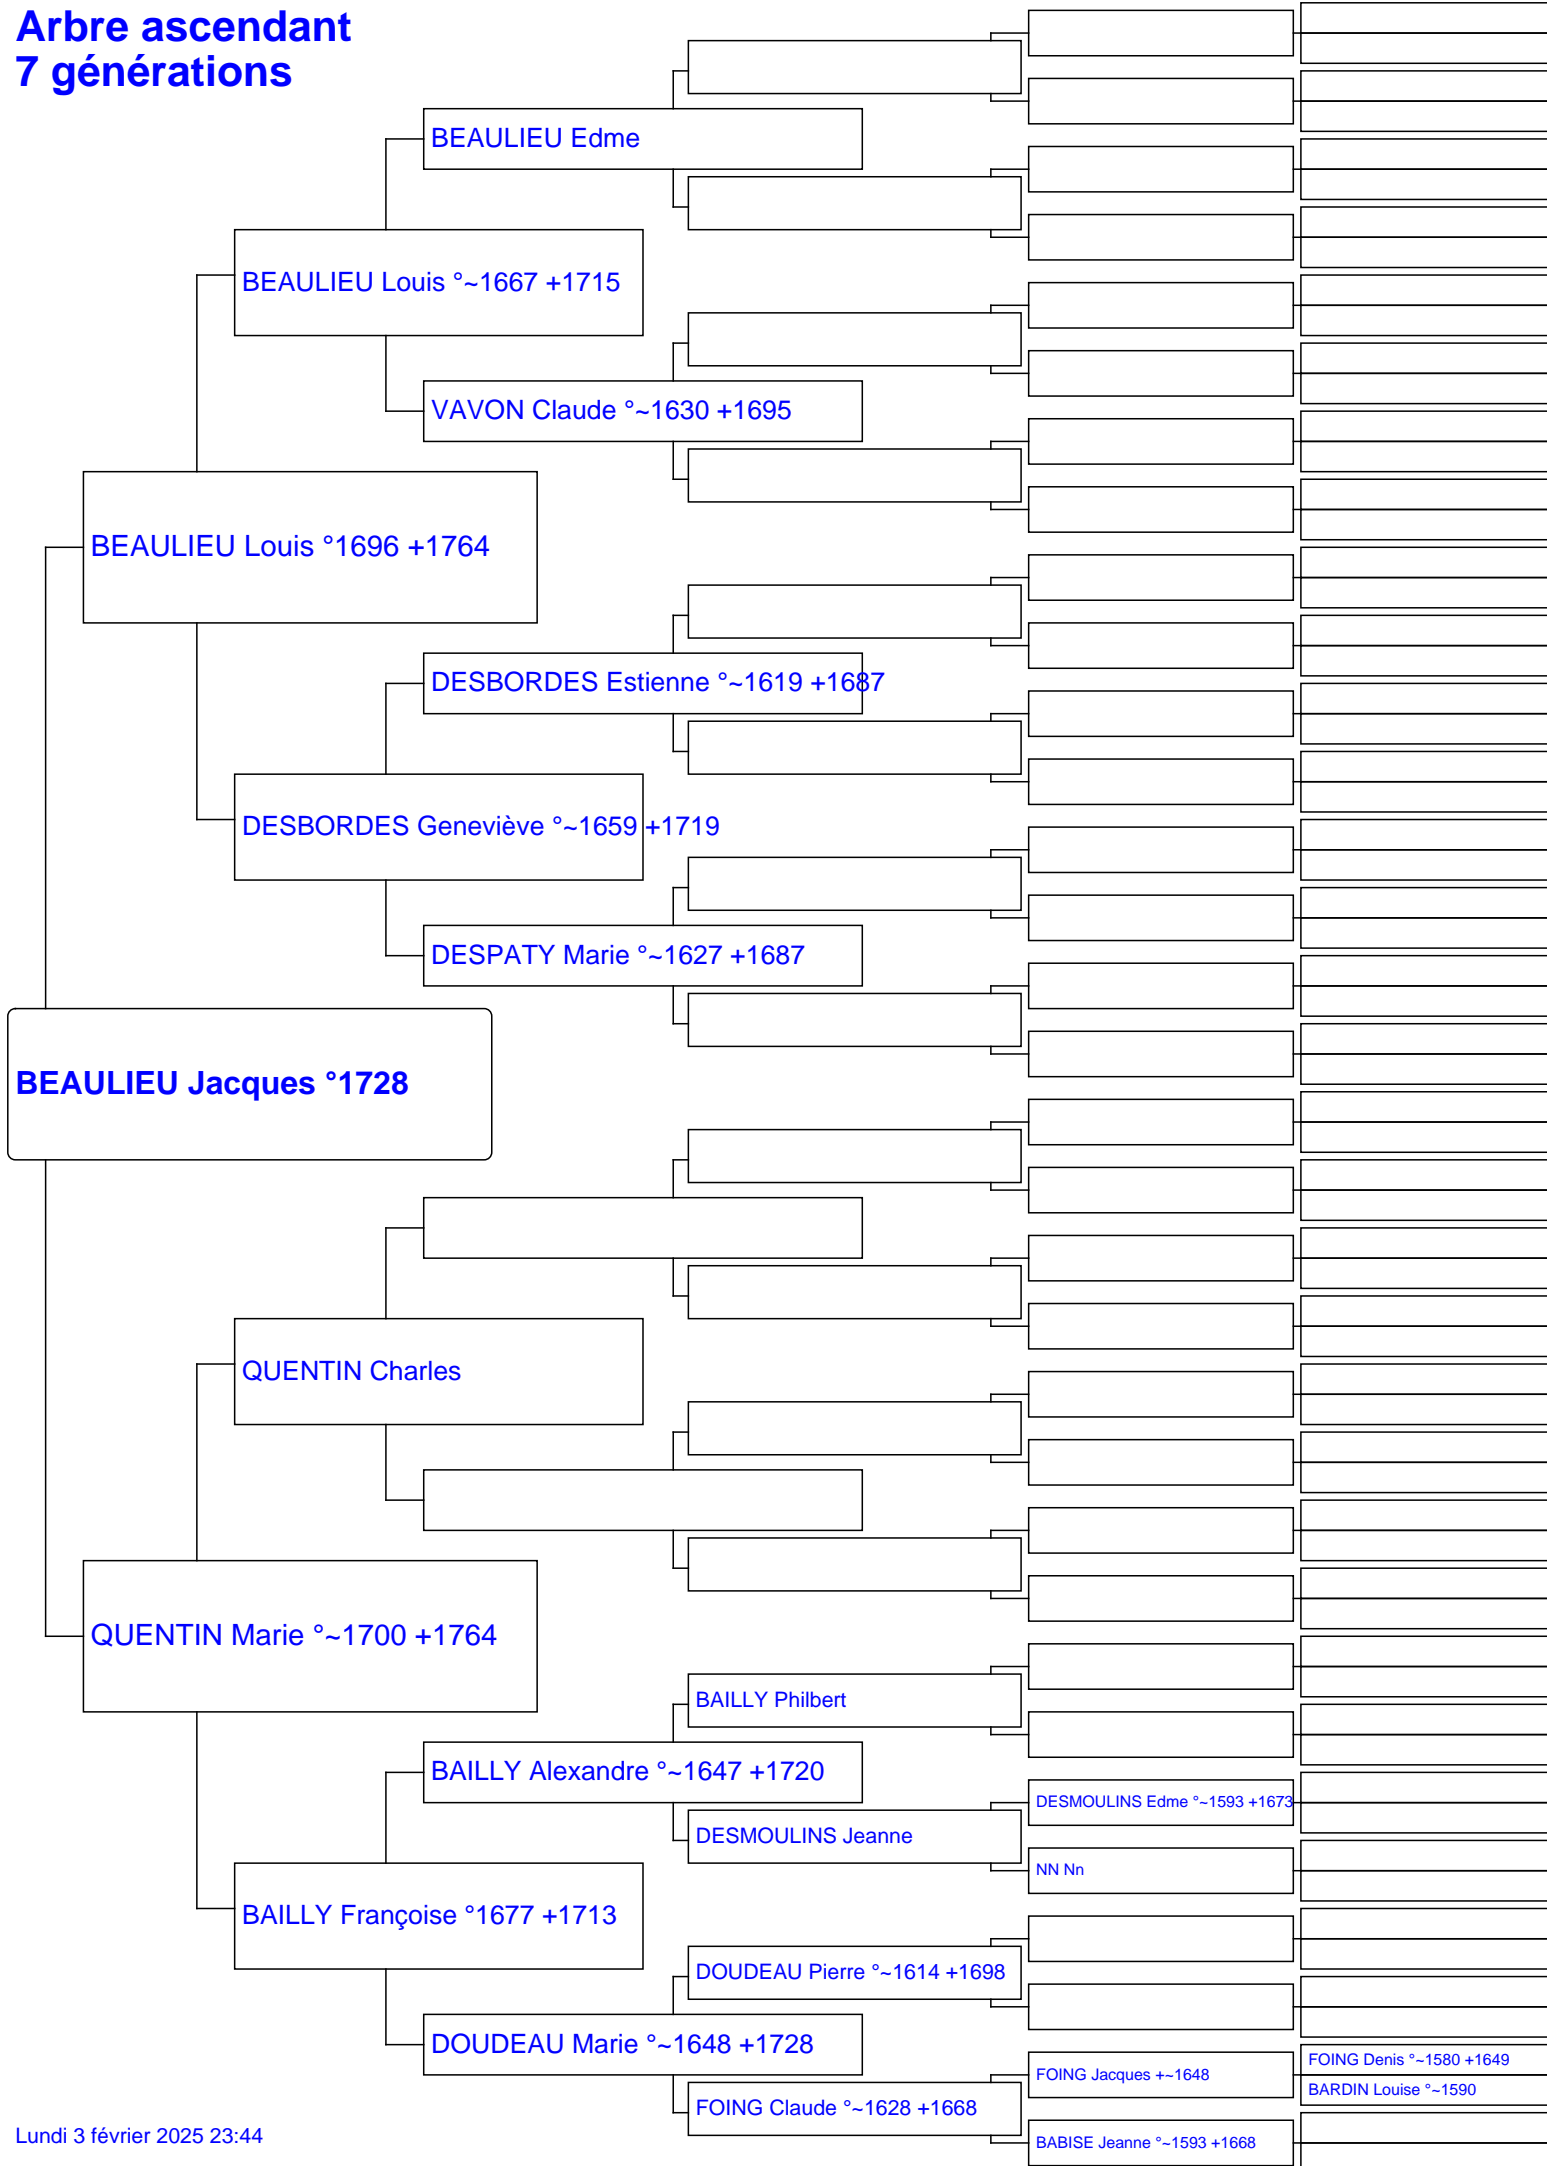 Arbre ascendant
7 générations
BEAULIEU Edme
BEAULIEU Louis °~1667 +1715
VAVON Claude °~1630 +1695
BEAULIEU Louis °1696 +1764
DESBORDES Estienne °~1619 +1687
DESBORDES Geneviève °~1659 +1719
DESPATY Marie °~1627 +1687
BEAULIEU Jacques °1728
QUENTIN Charles
QUENTIN Marie °~1700 +1764
BAILLY Philbert
BAILLY Alexandre °~1647 +1720
DESMOULINS Edme °~1593 +1673
DESMOULINS Jeanne
NN Nn
BAILLY Françoise °1677 +1713
DOUDEAU Pierre °~1614 +1698
DOUDEAU Marie °~1648 +1728
FOING Denis °~1580 +1649
FOING Jacques +~1648
BARDIN Louise °~1590
FOING Claude °~1628 +1668
BABISE Jeanne °~1593 +1668
Lundi 3 février 2025 23:44